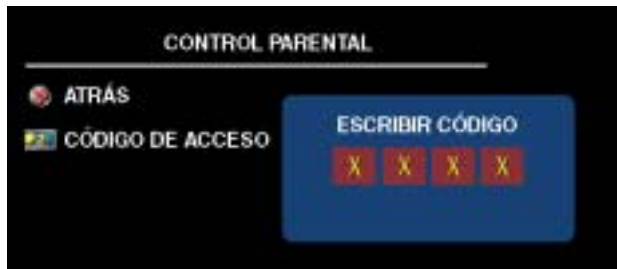 CONTROL PARENTAL
ATRÁS
CÓDIGO DE ACCESO
ESCRIBIR CÓDIGO
X X X X